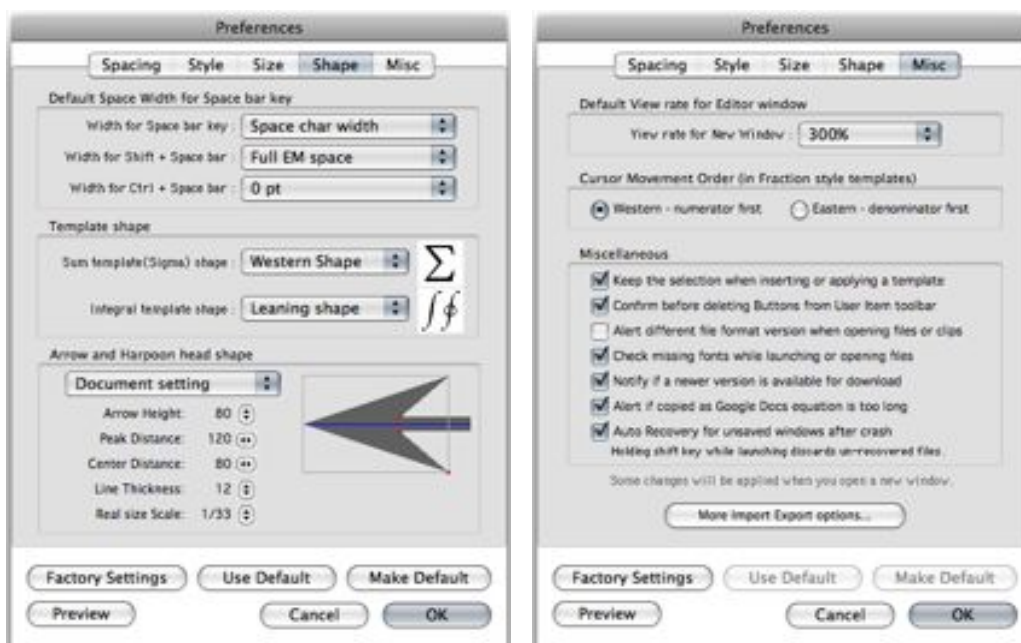 Preferences
Spacing Style Size Shape Misc
Default Space Width for Space bar key
Width for Space bar key : Space char width
Width for Shift + Space bar : Full EM space
Width for Ctrl + Space bar : 0 pt
Template shape
Sum template(Sigma) shape : Western Shape ∑
Integral template shape : Leaning shape ∫∮
Arrow and Harpoon head shape
Document setting
Arrow Height: 80
Peak Distance: 120
Center Distance: 80
Line Thickness: 12
Real size Scale: 1/33
Factory Settings Use Default Make Default
Preview Cancel OK
Preferences
Spacing Style Size Shape Misc
Default View rate for Editor window
View rate for New Window : 300%
Cursor Movement Order (in Fraction style templates)
Western - numerator first Eastern - denominator first
Miscellaneous
Keep the selection when inserting or applying a template
Confirm before deleting Buttons from User Item toolbar
Alert different file format version when opening files or clips
Check missing fonts while launching or opening files
Notify if a newer version is available for download
Alert if copied as Google Docs equation is too long
Auto Recovery for unsaved windows after crash
Holding shift key while launching discards un-recovered files.
Some changes will be applied when you open a new window.
More Import Export options...
Factory Settings Use Default Make Default
Preview Cancel OK